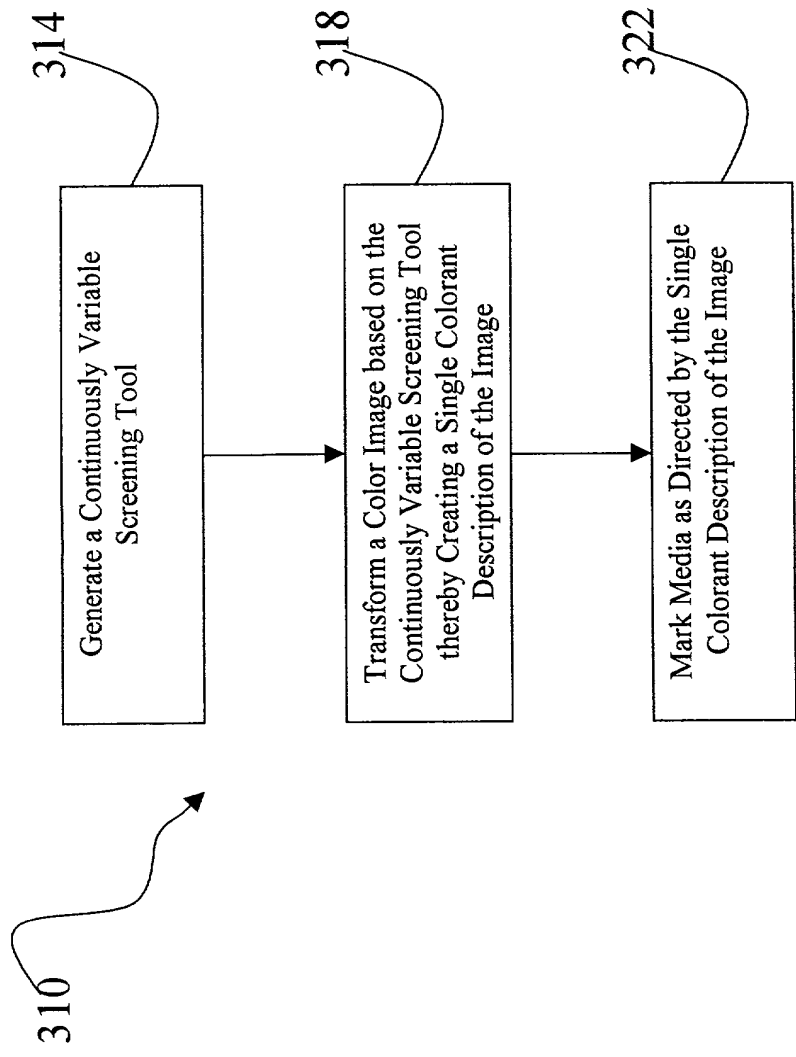 310
314
Generate a Continuously Variable
Screening Tool
318
Transform a Color Image based on the
Continuously Variable Screening Tool
thereby Creating a Single Colorant
Description of the Image
322
Mark Media as Directed by the Single
Colorant Description of the Image